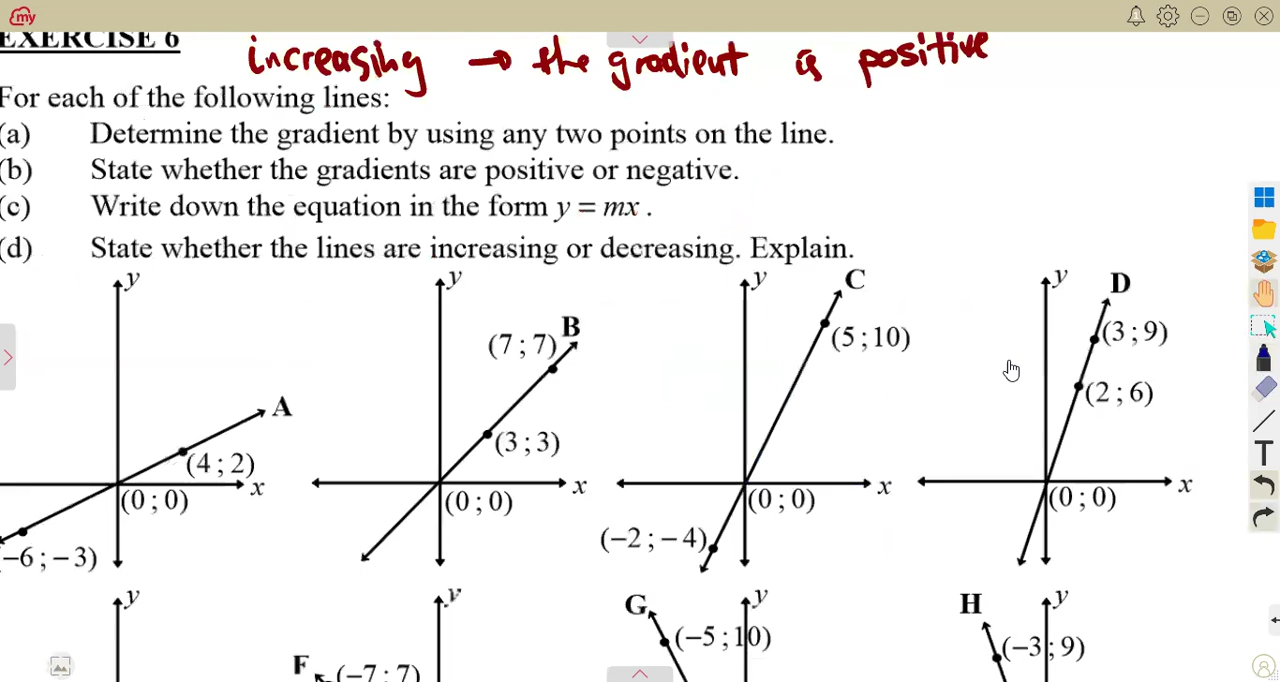 my
EXERCISE 6
increasing → the gradient is positive
For each of the following lines:
(a) Determine the gradient by using any two points on the line.
(b) State whether the gradients are positive or negative.
(c) Write down the equation in the form y = mx .
(d) State whether the lines are increasing or decreasing. Explain.
y
A
(4 ; 2)
x
(0 ; 0)
(−6 ; −3)
y
B
(7 ; 7)
(3 ; 3)
x
(0 ; 0)
y
C
(5 ; 10)
x
(0 ; 0)
(−2 ; −4)
y
D
(3 ; 9)
(2 ; 6)
x
(0 ; 0)
y
y
F
(−7 ; 7)
G
y
(−5 ; 10)
H
y
(−3 ; 9)
T